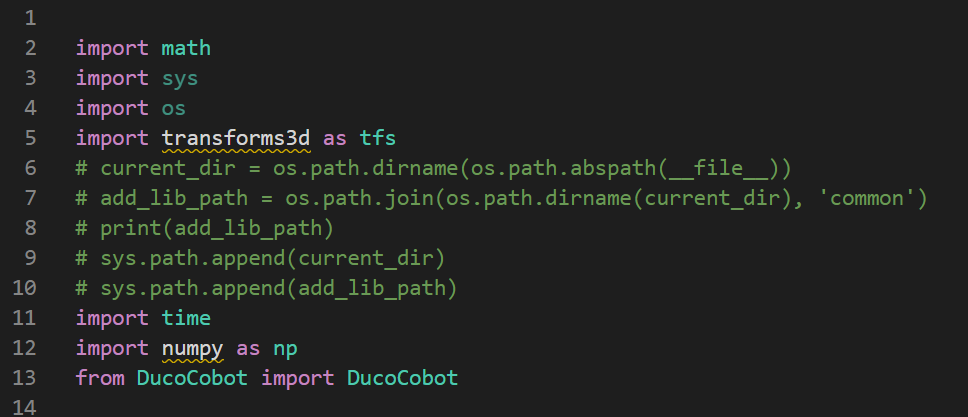 1
2 import math
3 import sys
4 import os
5 import transforms3d as tfs
6 # current_dir = os.path.dirname(os.path.abspath(__file__))
7 # add_lib_path = os.path.join(os.path.dirname(current_dir), 'common')
8 # print(add_lib_path)
9 # sys.path.append(current_dir)
10 # sys.path.append(add_lib_path)
11 import time
12 import numpy as np
13 from DucoCobot import DucoCobot
14